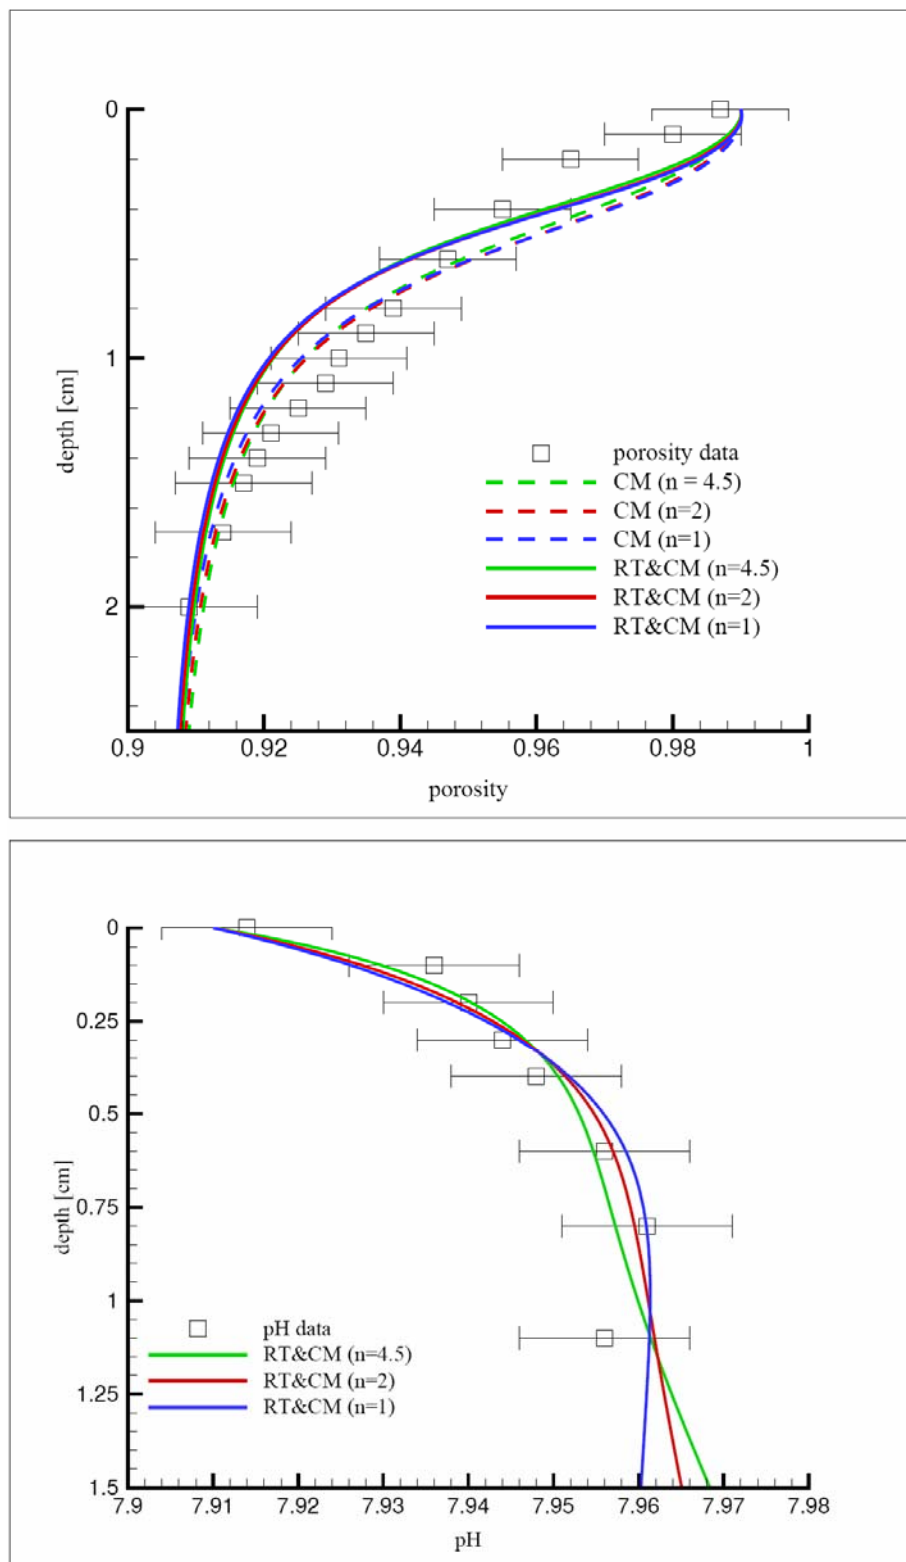 0
1
2
depth [cm]
porosity data
CM (n = 4.5)
CM (n=2)
CM (n=1)
RT&CM (n=4.5)
RT&CM (n=2)
RT&CM (n=1)
0.9 0.92 0.94 0.96 0.98 1
porosity
0
0.25
0.5
0.75
1
1.25
1.5
depth [cm]
pH data
RT&CM (n=4.5)
RT&CM (n=2)
RT&CM (n=1)
7.9 7.91 7.92 7.93 7.94 7.95 7.96 7.97 7.98
pH